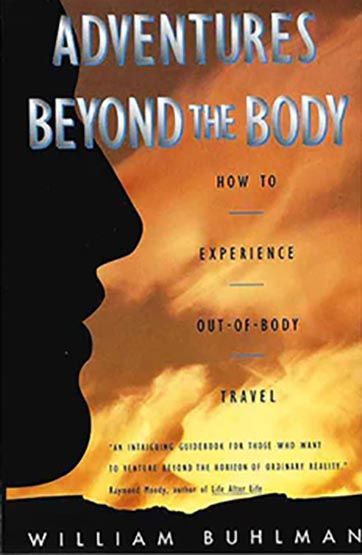 ADVENTURES
BEYOND THE BODY
HOW TO
EXPERIENCE
OUT-OF-BODY
TRAVEL
"AN INTRIGUING GUIDEBOOK FOR THOSE WHO WANT
TO VENTURE BEYOND THE HORIZON OF ORDINARY REALITY."
Raymond Moody, author of Life After Life
WILLIAM BUHLMAN